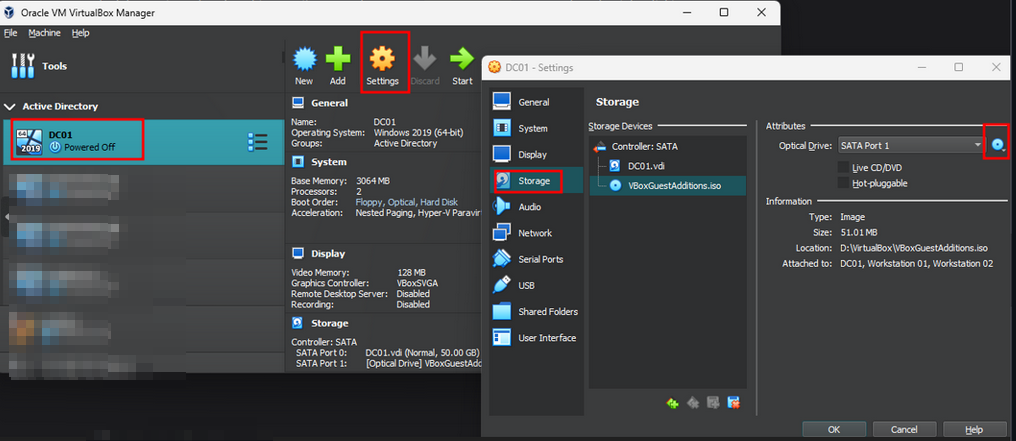 Oracle VM VirtualBox Manager
File Machine Help
Tools
New Add Settings Discard Start
Active Directory
64
2019
DC01
Powered Off
General
Name: DC01
Operating System: Windows 2019 (64-bit)
Groups: Active Directory
System
Base Memory: 3064 MB
Processors: 2
Boot Order: Floppy, Optical, Hard Disk
Acceleration: Nested Paging, Hyper-V Paravir
Display
Video Memory: 128 MB
Graphics Controller: VBoxSVGA
Remote Desktop Server: Disabled
Recording: Disabled
Storage
Controller: SATA
SATA Port 0: DC01.vdi (Normal, 50.00 GB)
SATA Port 1: [Optical Drive] VBoxGuestAdd
DC01 - Settings
General
System
Display
Storage
Audio
Network
Serial Ports
USB
Shared Folders
User Interface
Storage
Storage Devices
Controller: SATA
DC01.vdi
VBoxGuestAdditions.iso
Attributes
Optical Drive: SATA Port 1
Live CD/DVD
Hot-pluggable
Information
Type: Image
Size: 51.01 MB
Location: D:\VirtualBox\VBoxGuestAdditions.iso
Attached to: DC01, Workstation 01, Workstation 02
OK Cancel Help